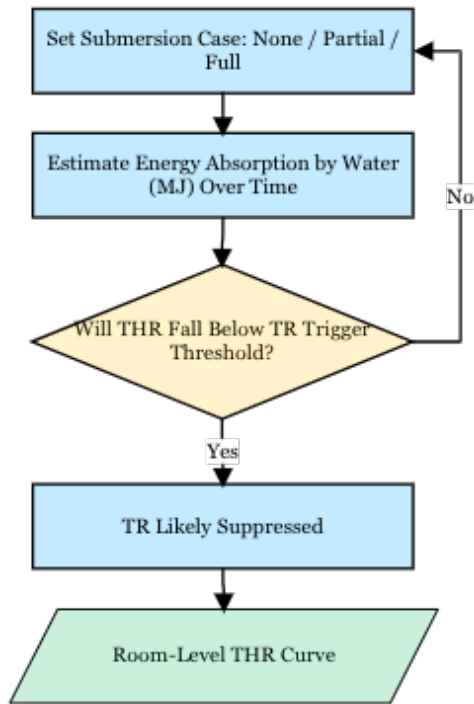 Set Submersion Case: None / Partial /
Full
Estimate Energy Absorption by Water
(MJ) Over Time
No
Will THR Fall Below TR Trigger
Threshold?
Yes
TR Likely Suppressed
Room-Level THR Curve